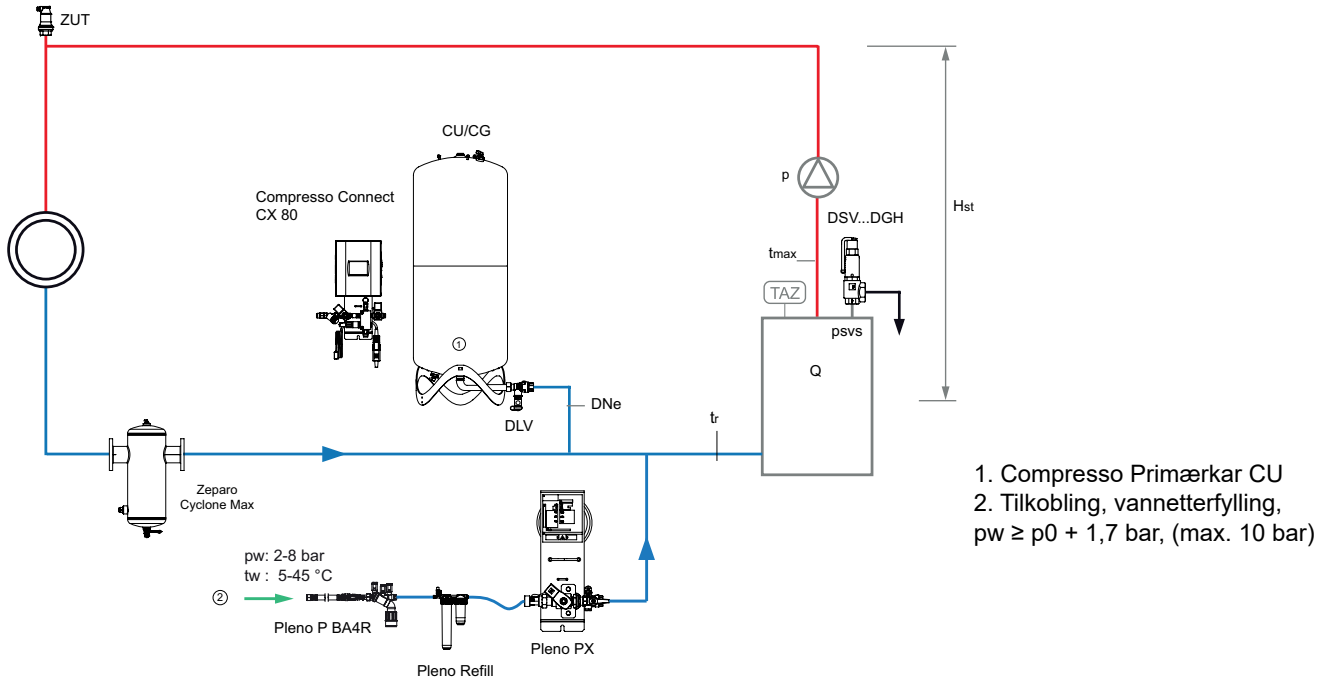 ZUT
CU/CG
Compresso Connect
CX 80
p
Hst
DSV...DGH
tmax
TAZ
psvs
①
Q
DNe
DLV
tr
Zeparo
Cyclone Max
1. Compresso Primærkar CU
2. Tilkobling, vannetterfylling,
pw ≥ p0 + 1,7 bar, (max. 10 bar)
pw: 2-8 bar
tw : 5-45 °C
②
Pleno P BA4R
Pleno Refill
Pleno PX